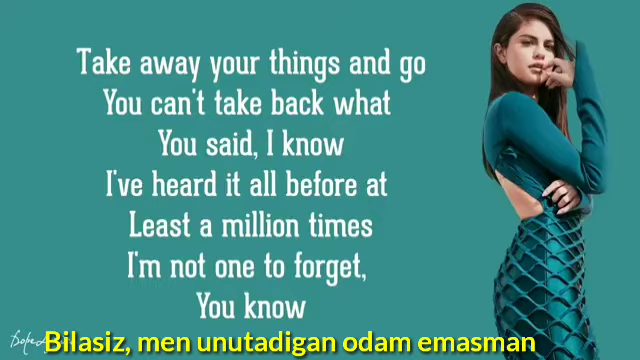 Take away your things and go
You can't take back what
You said, I know
I've heard it all before at
Least a million times
I'm not one to forget,
You know
Bilasiz, men unutadigan odam emasman